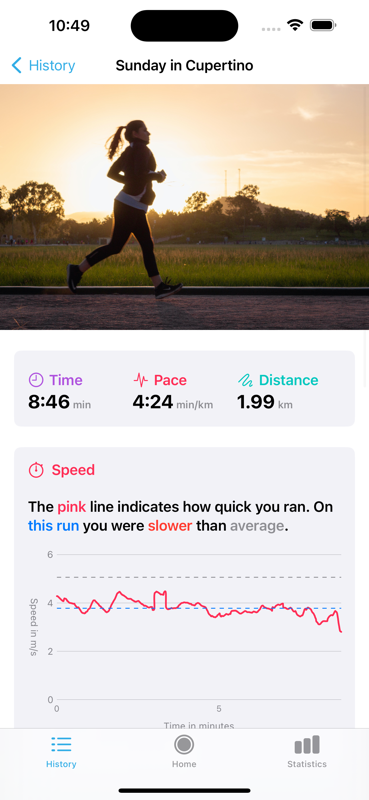 10:49
History
Sunday in Cupertino
Time
Pace
Distance
8:46 min
4:24 min/km
1.99 km
Speed
The pink line indicates how quick you ran. On
this run you were slower than average.
6
4
2
0
Speed in m/s
0
5
Time in minutes
History
Home
Statistics